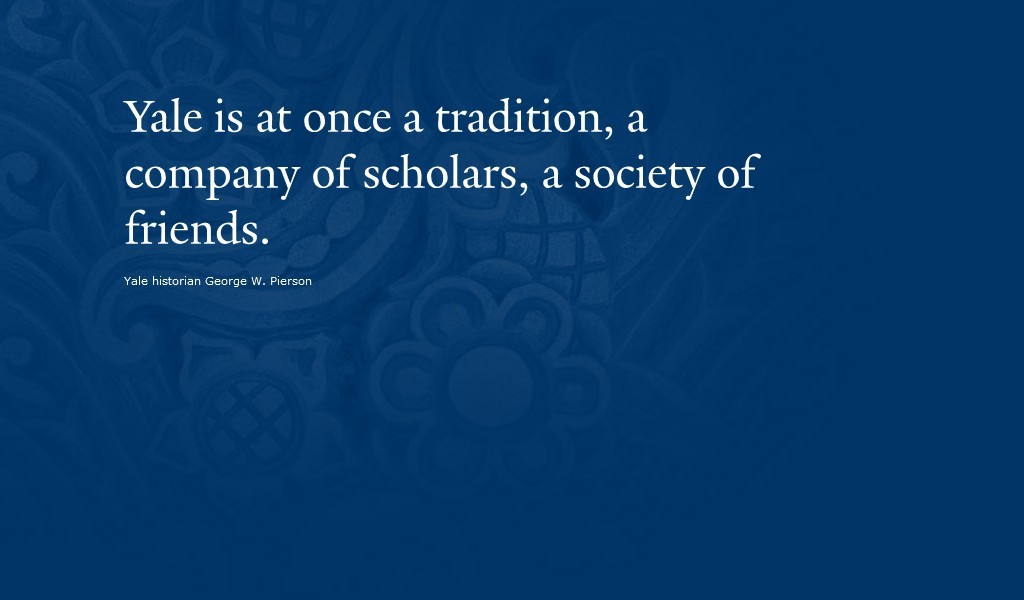 Yale is at once a tradition, a
company of scholars, a society of
friends.
Yale historian George W. Pierson